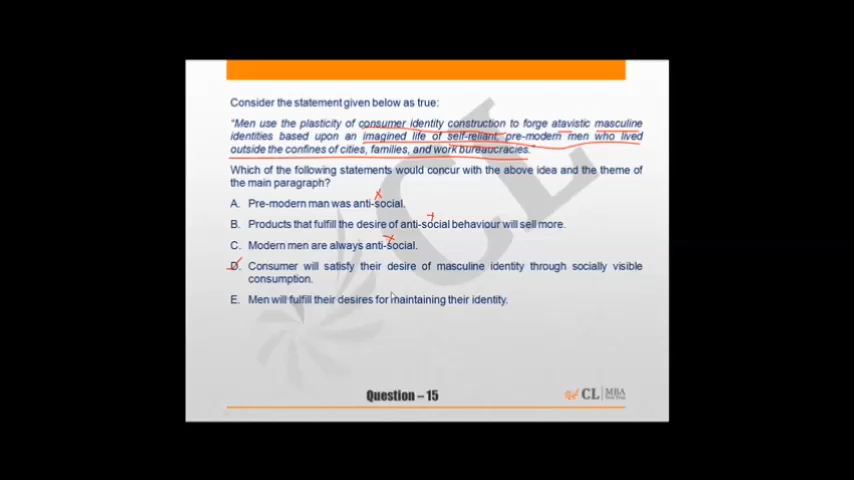 Consider the statement given below as true:
"Men use the plasticity of consumer identity construction to forge atavistic masculine
identities based upon an imagined life of self-reliant, pre-modern men who lived
outside the confines of cities, families, and work bureaucracies."
Which of the following statements would concur with the above idea and the theme of
the main paragraph?
A. Pre-modern man was anti-social.
B. Products that fulfill the desire of anti-social behaviour will sell more.
C. Modern men are always anti-social.
D. Consumer will satisfy their desire of masculine identity through socially visible
consumption.
E. Men will fulfill their desires for maintaining their identity.
CL
Question – 15
CL MBA